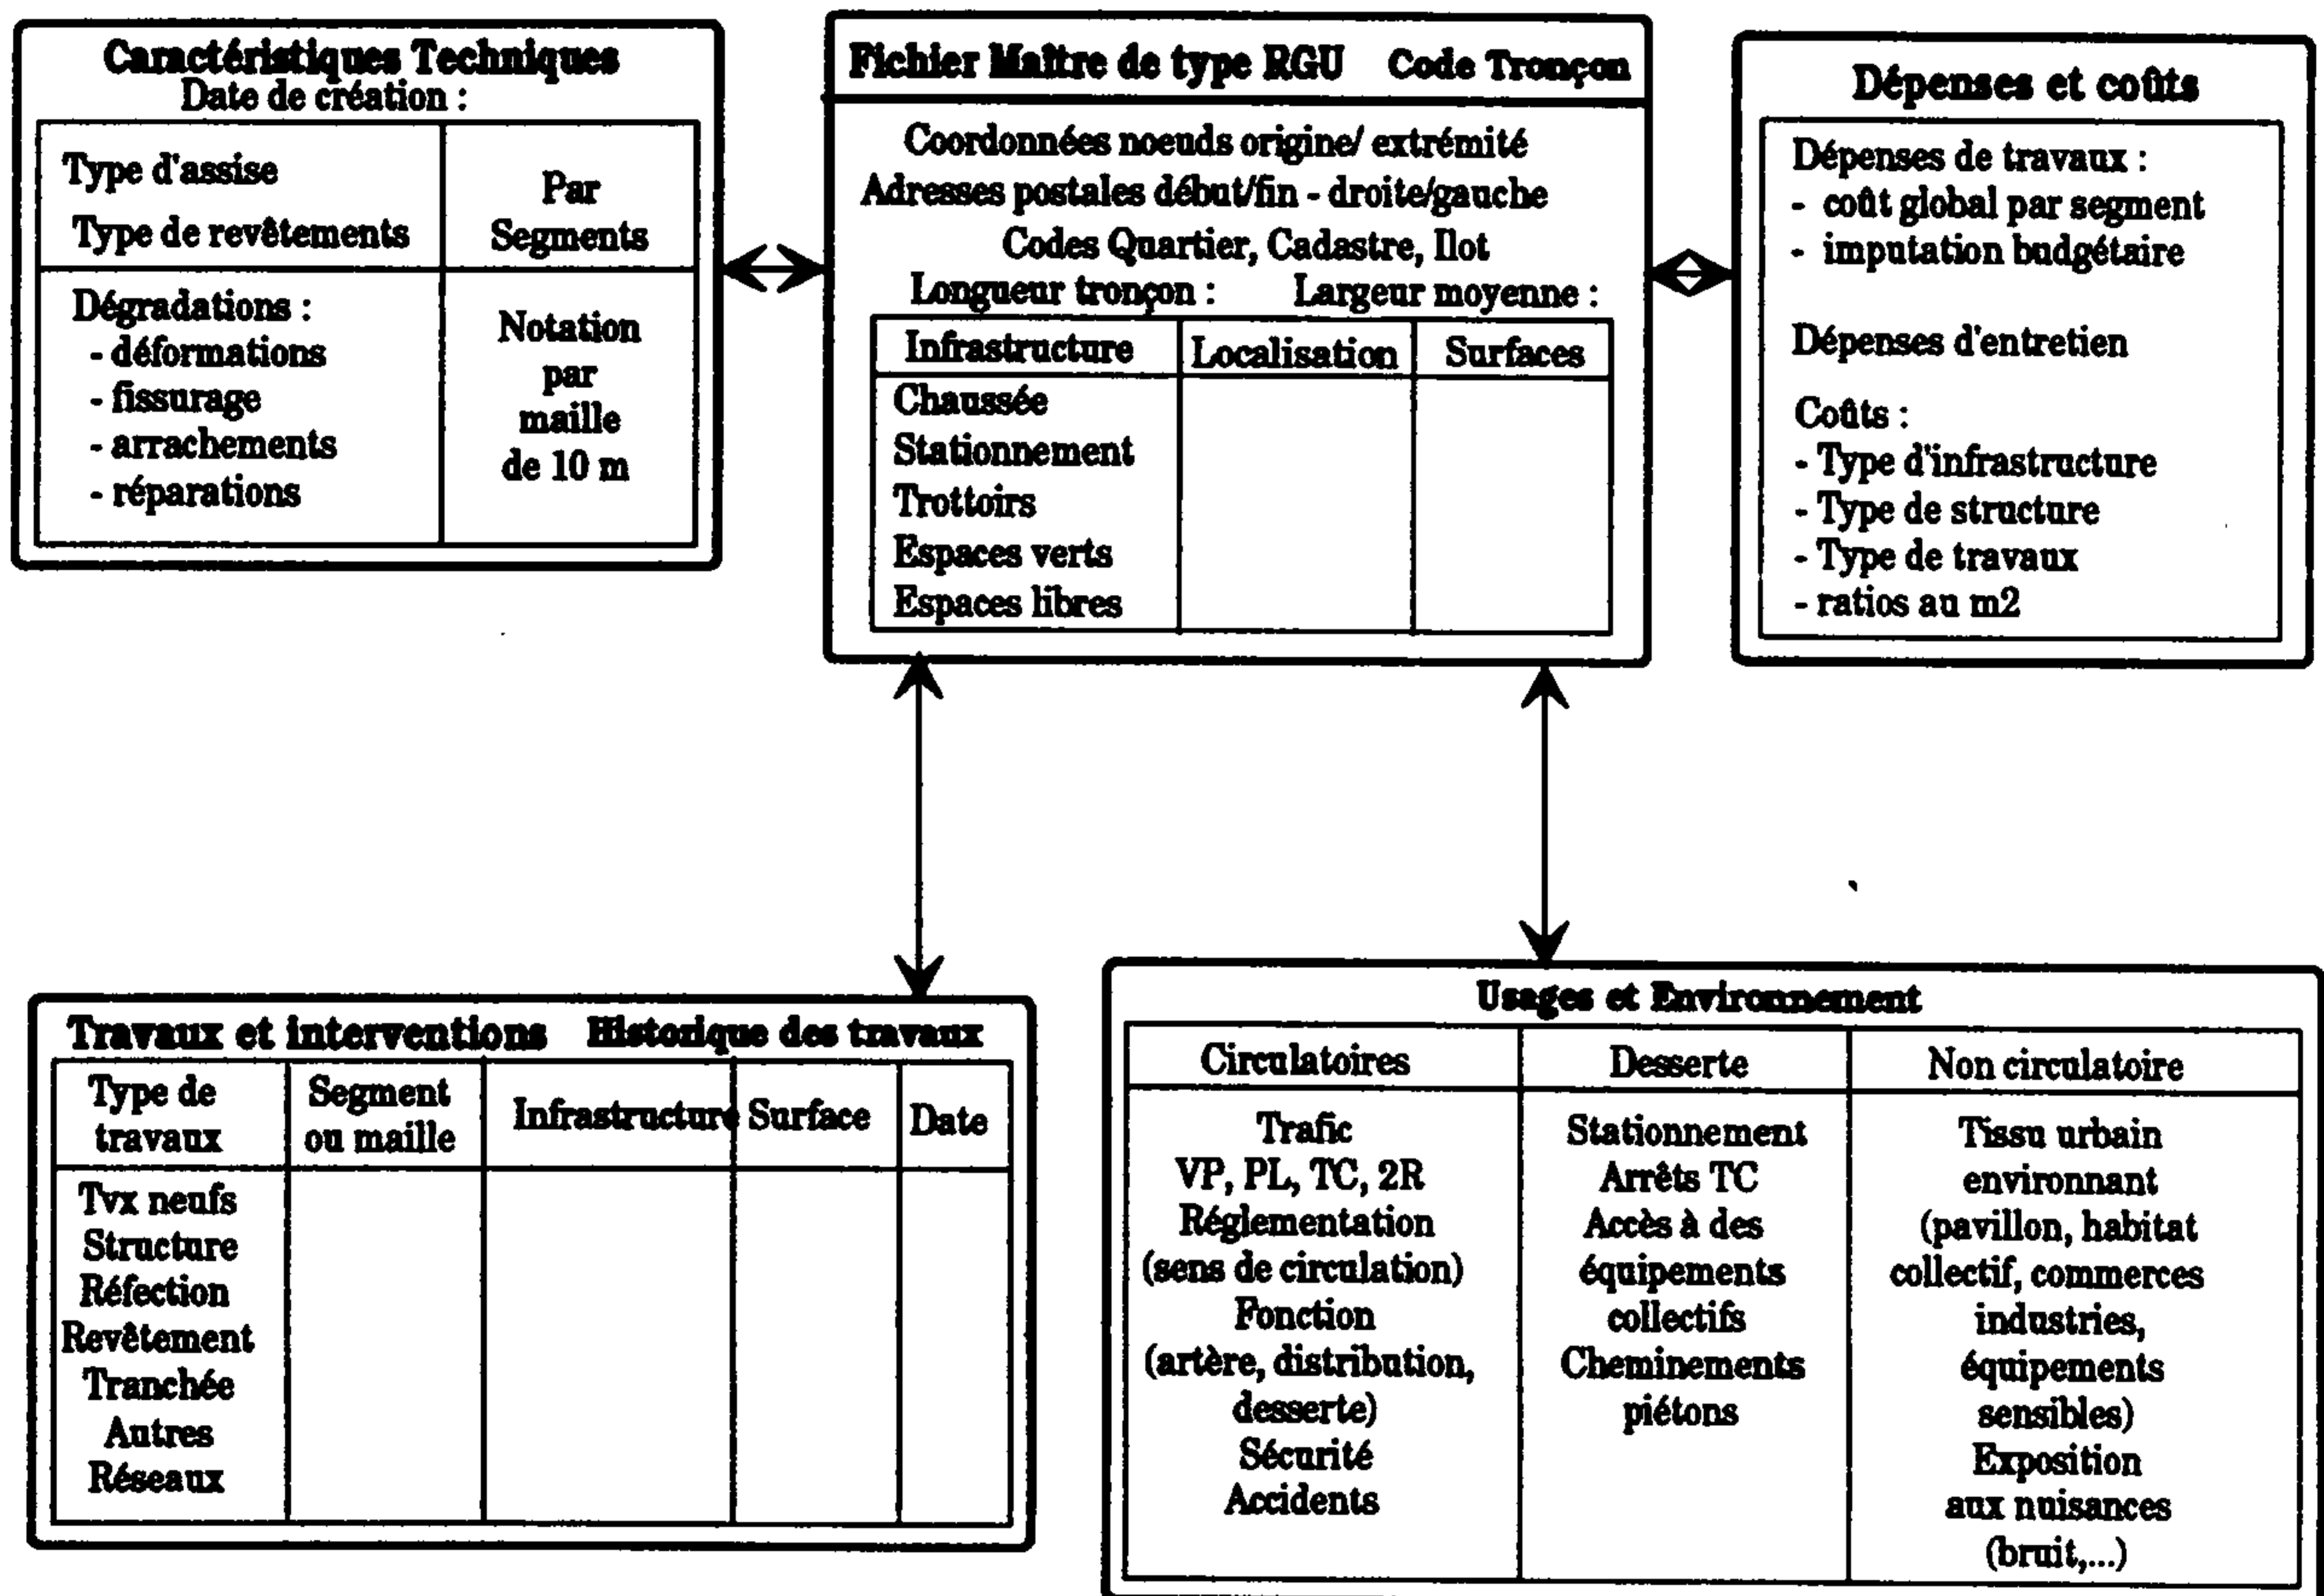 Caractéristiques Techniques
Date de création :
Type d'assise
Type de revêtements
Par
Segments
Dégradations :
- déformations
- fissurage
- arrachements
- réparations
Notation
par
maille
de 10 m
Fichier Maître de type RGU Code Tronçon
Coordonnées noeuds origine/ extrémité
Adresses postales début/fin - droite/gauche
Codes Quartier, Cadastre, Ilot
Longueur tronçon : Largeur moyenne :
Infrastructure Localisation Surfaces
Chaussée
Stationnement
Trottoirs
Espaces verts
Espaces libres
Dépenses et coûts
Dépenses de travaux :
- coût global par segment
- imputation budgétaire
Dépenses d'entretien
Coûts :
- Type d'infrastructure
- Type de structure
- Type de travaux
- ratios au m2
Travaux et interventions Historique des travaux
Type de
travaux
Segment
ou maille
Infrastructure
Surface
Date
Tvx neufs
Structure
Réfection
Revêtement
Tranchée
Autres
Réseaux
Usages et Environnement
Circulatoires
Desserte
Non circulatoire
Trafic
VP, PL, TC, 2R
Réglementation
(sens de circulation)
Fonction
(artère, distribution,
desserte)
Sécurité
Accidents
Stationnement
Arrêts TC
Accès à des
équipements
collectifs
Cheminements
piétons
Tissu urbain
environnant
(pavillon, habitat
collectif, commerces
industries,
équipements
sensibles)
Exposition
aux nuisances
(bruit,...)